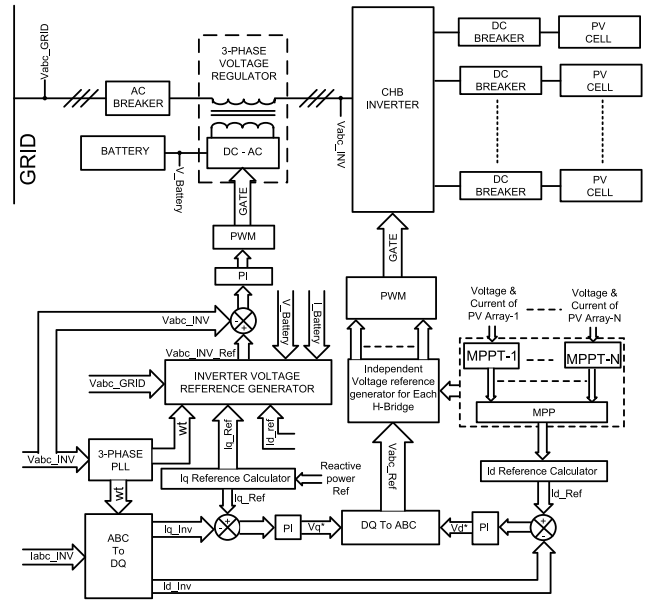 GRID
Vabc_GRID
AC
BREAKER
3-PHASE
VOLTAGE
REGULATOR
BATTERY
V_Battery
DC - AC
Vabc_INV
CHB
INVERTER
DC
BREAKER
PV
CELL
DC
BREAKER
PV
CELL
DC
BREAKER
PV
CELL
GATE
PWM
PI
GATE
PWM
Vabc_INV
-
+
Vabc_INV_Ref
V_Battery
I_Battery
Vabc_GRID
INVERTER VOLTAGE
REFERENCE GENERATOR
Independent
Voltage reference
generator for Each
H-Bridge
Voltage &
Current of
PV Array-1
Voltage &
Current
of
PV Array-N
MPPT-1
MPPT-N
MPP
wt
Iq_Ref
Id_ref
Vabc_INV
3-PHASE
PLL
wt
Iq Reference Calculator
Reactive
power
Ref
Iq_Ref
Vabc_Ref
Id Reference Calculator
Id_Ref
Iabc_INV
ABC
To
DQ
Iq_Inv
+
-
PI
Vq*
DQ To ABC
Vd*
PI
+
-
Id_Inv